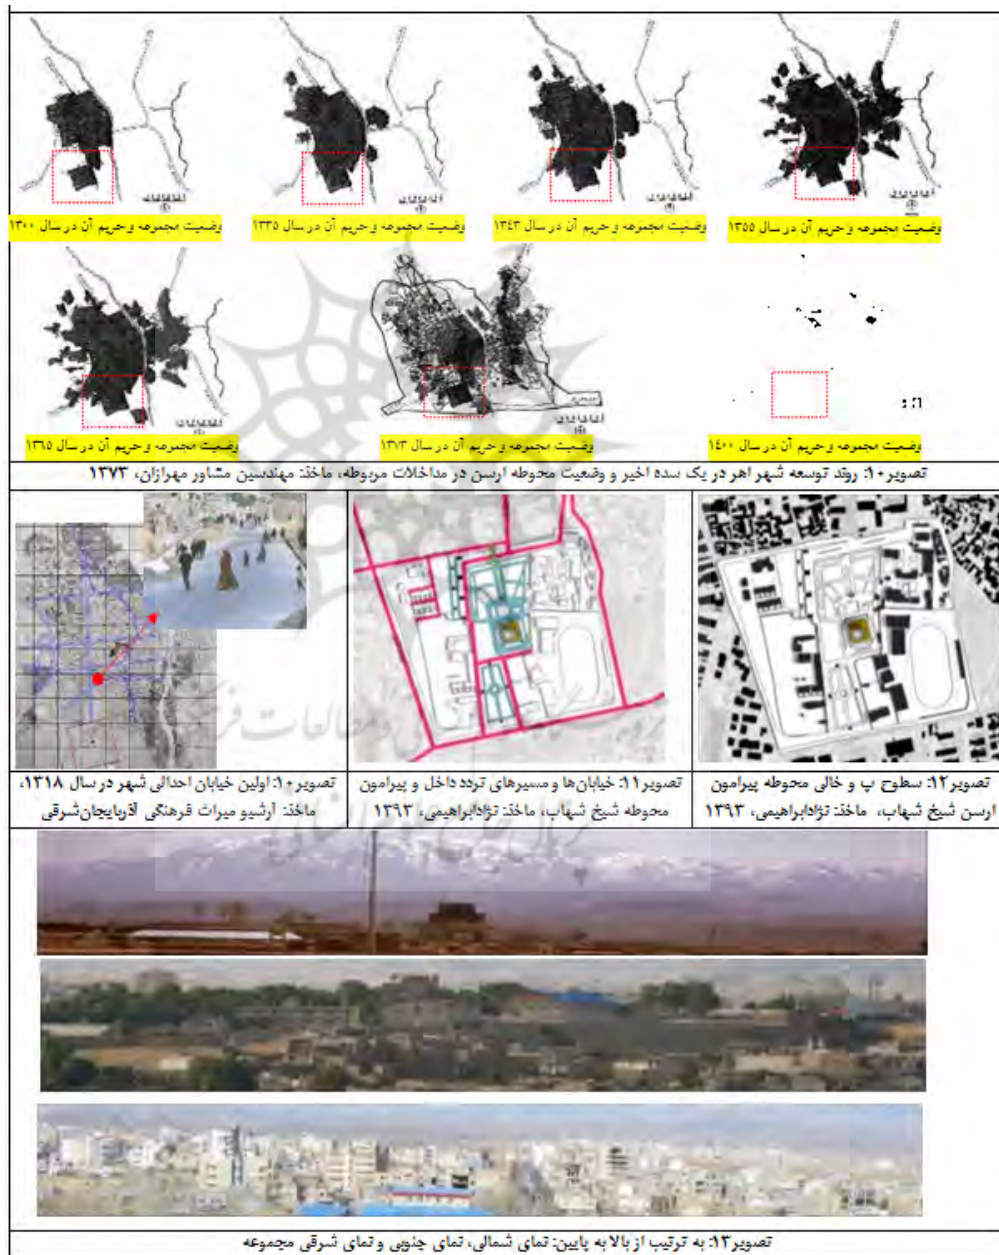 وضعیت مجموعه و حریم آن در سال ۱۳۵۵
وضعیت مجموعه و حریم آن در سال ۱۳۴۳
وضعیت مجموعه و حریم آن در سال ۱۳۳۵
وضعیت مجموعه و حریم آن در سال ۱۳۰۰
وضعیت مجموعه و حریم آن در سال ۱۴۰۰
وضعیت مجموعه و حریم آن در سال ۱۳۷۳
وضعیت مجموعه و حریم آن در سال ۱۳۶۵
تصویر۱۰: روند توسعه شهر اهر در یک سده اخیر و وضعیت محوطه ارسن در مداخلات مربوطه، ماخذ: مهندسین مشاور مهرازان، ۱۳۷۳
تصویر۱۲: سطوح پ و خالی محوطه پیرامون
ارسن شیخ شهاب، ماخذ: نژادابراهیمی، ۱۳۹۳
تصویر۱۱: خیابان‌ها و مسیرهای تردد داخل و پیرامون
محوطه شیخ شهاب، ماخذ: نژادابراهیمی، ۱۳۹۳
تصویر۱۰: اولین خیابان احداثی شهر در سال ۱۳۱۸،
ماخذ: آرشیو میراث فرهنگی آذربایجان‌شرقی
تصویر۱۳: به ترتیب از بالا به پایین: نمای شمالی، نمای جنوبی و نمای شرقی مجموعه